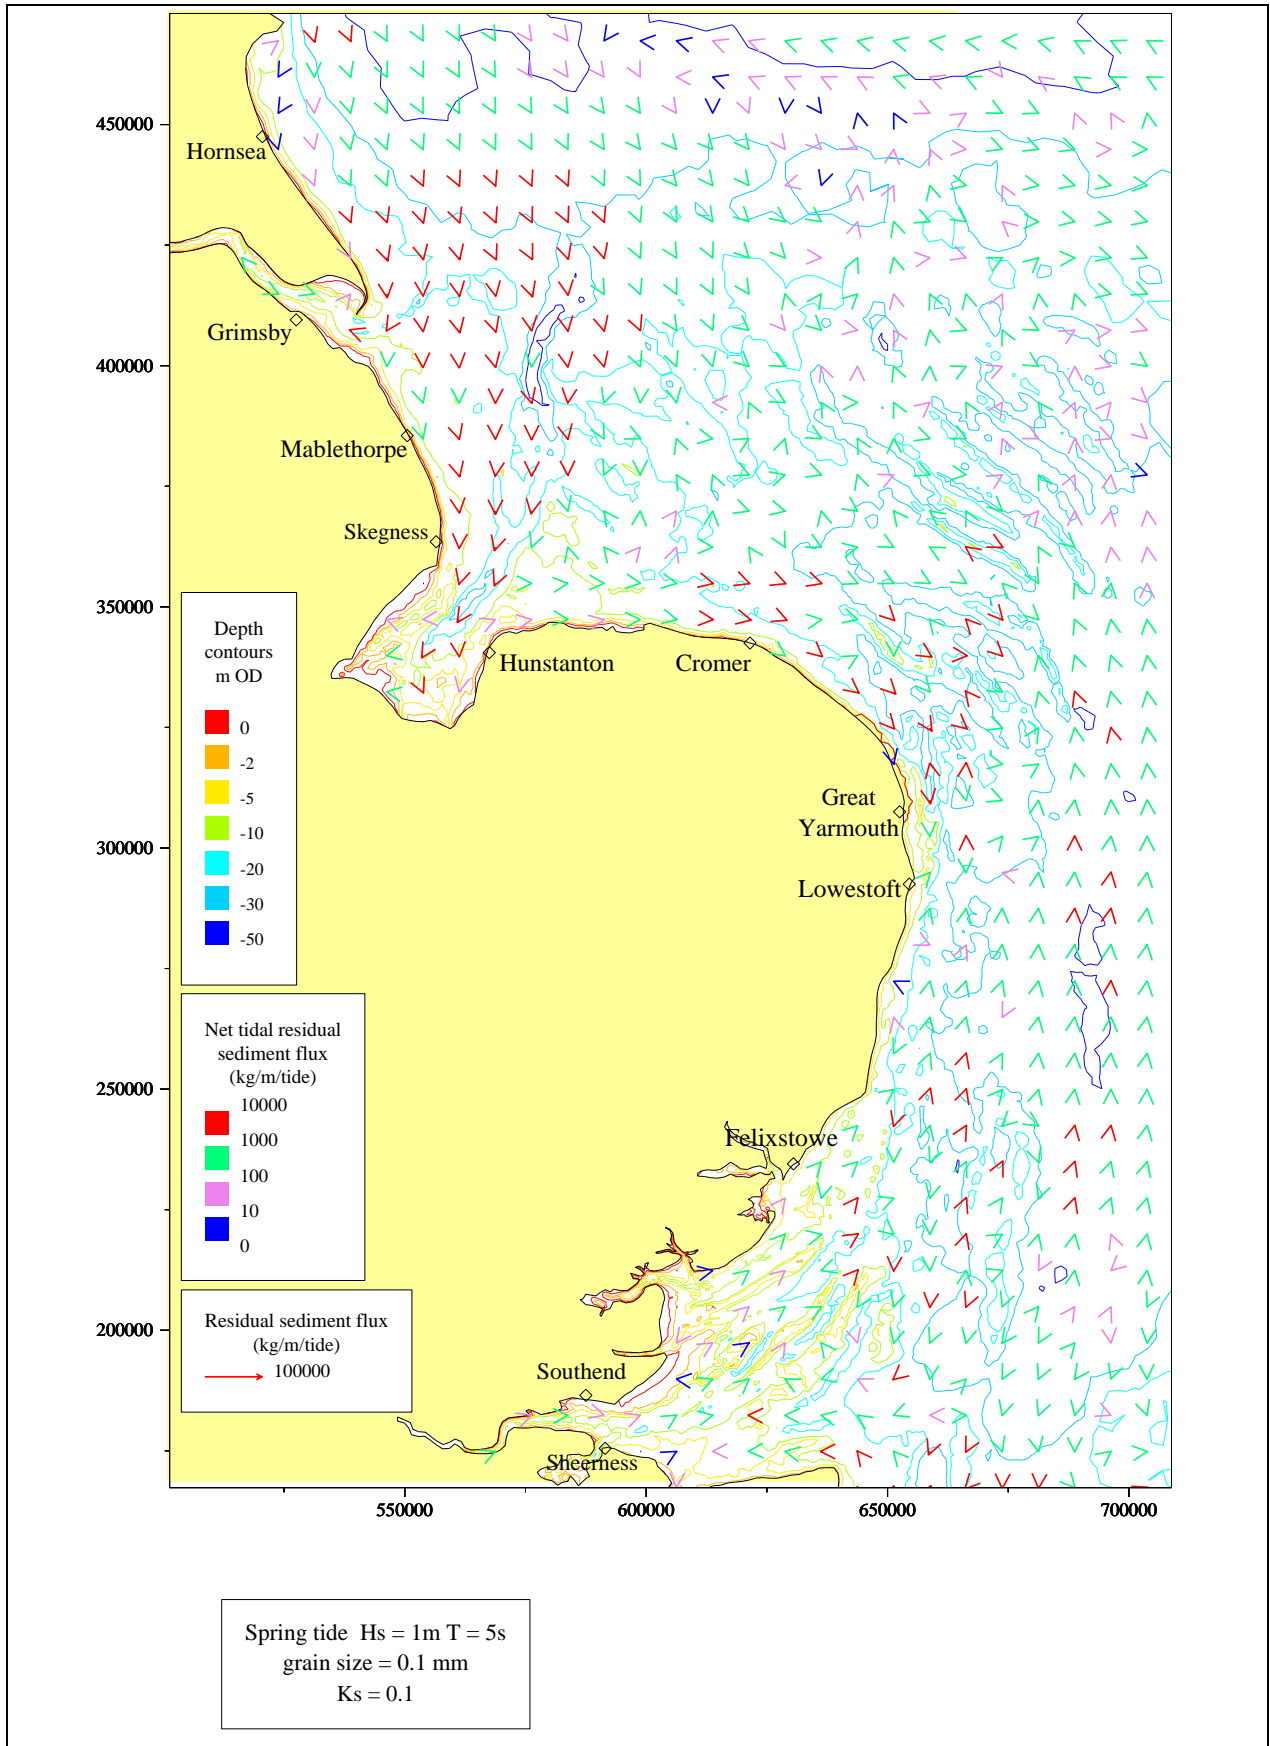 450000
Hornsea
Grimsby
400000
Mablethorpe
Skegness
350000
Hunstanton
Cromer
Depth
contours
m OD
0
-2
-5
-10
-20
-30
-50
Great
Yarmouth
300000
Lowestoft
Net tidal residual
sediment flux
(kg/m/tide)
10000
1000
100
10
0
250000
Felixstowe
Residual sediment flux
(kg/m/tide)
100000
200000
Southend
Sheerness
550000
600000
650000
700000
Spring tide Hs = 1m T = 5s
grain size = 0.1 mm
Ks = 0.1